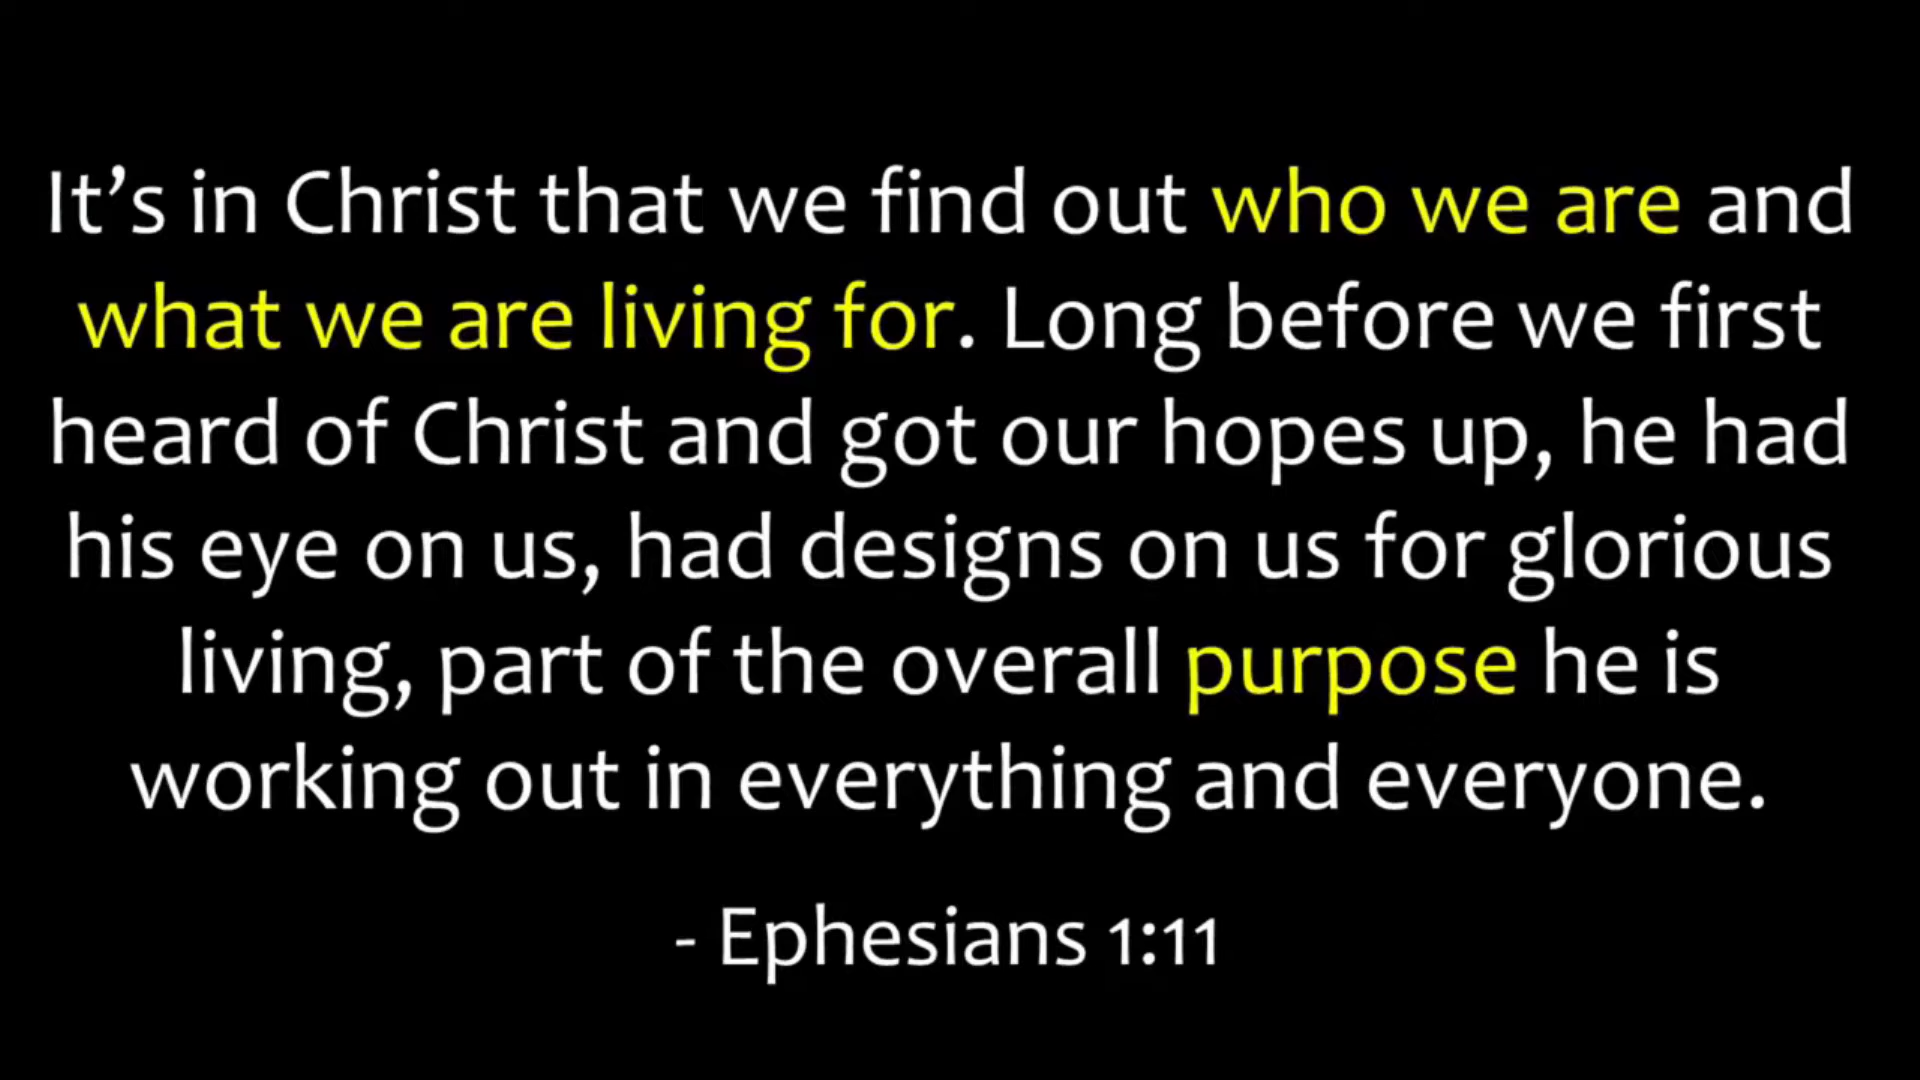 It’s in Christ that we find out who we are and
what we are living for. Long before we first
heard of Christ and got our hopes up, he had
his eye on us, had designs on us for glorious
living, part of the overall purpose he is
working out in everything and everyone.
- Ephesians 1:11